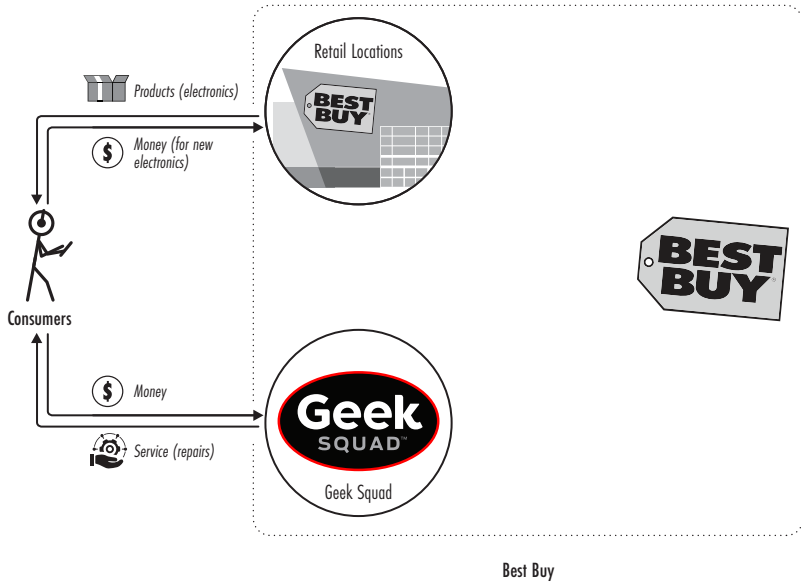 Retail Locations
Products (electronics)
BEST
BUY
$
Money (for new
electronics)
BEST
BUY®
Consumers
$
Money
Geek
SQUAD™
Service (repairs)
Geek Squad
Best Buy